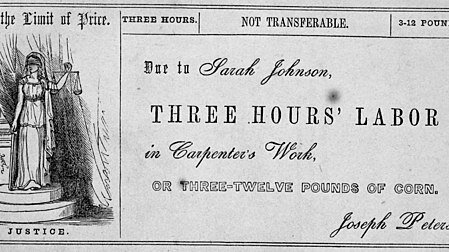 the Limit of Price.
THREE HOURS.
NOT TRANSFERABLE.
3-12 POUN
Due to Sarah Johnson,
THREE HOURS' LABOR
in Carpenter's Work,
OR THREE-TWELVE POUNDS OF CORN.
Joseph Peters
JUSTICE.